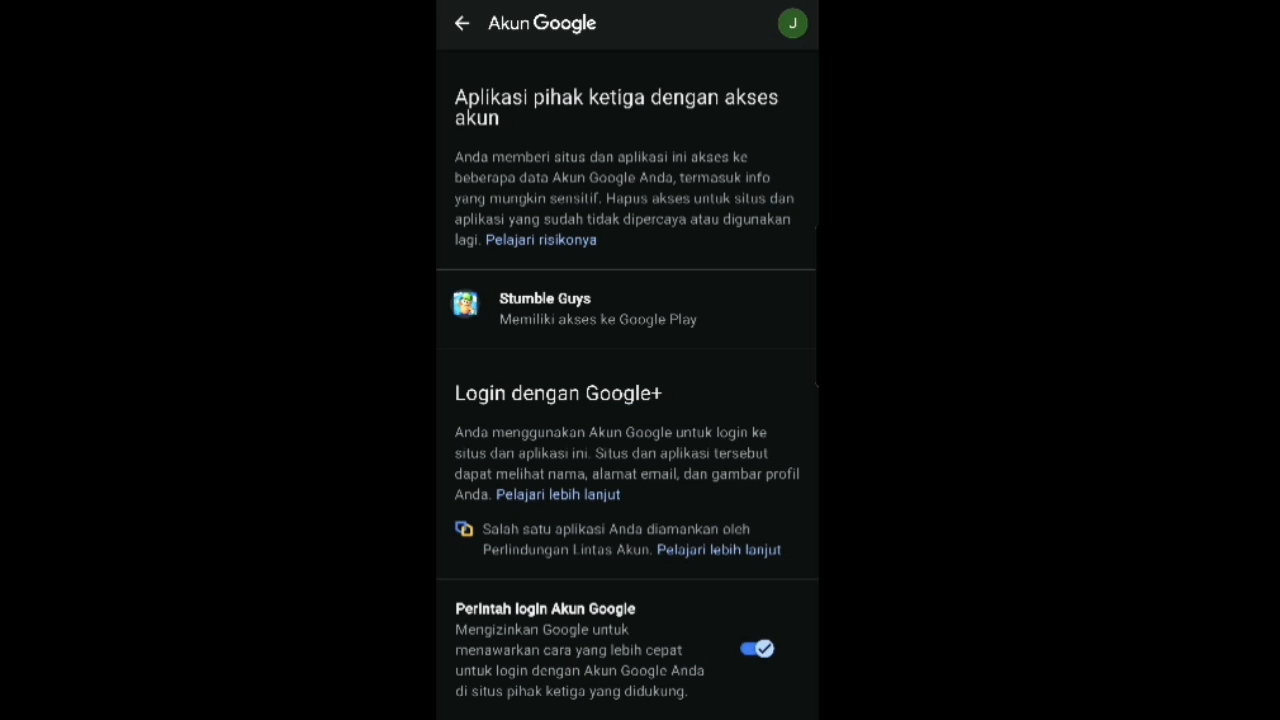 Akun Google
J
Aplikasi pihak ketiga dengan akses
akun
Anda memberi situs dan aplikasi ini akses ke
beberapa data Akun Google Anda, termasuk info
yang mungkin sensitif. Hapus akses untuk situs dan
aplikasi yang sudah tidak dipercaya atau digunakan
lagi. Pelajari risikonya
Stumble Guys
Memiliki akses ke Google Play
Login dengan Google+
Anda menggunakan Akun Google untuk login ke
situs dan aplikasi ini. Situs dan aplikasi tersebut
dapat melihat nama, alamat email, dan gambar profil
Anda. Pelajari lebih lanjut
Salah satu aplikasi Anda diamankan oleh
Perlindungan Lintas Akun. Pelajari lebih lanjut
Perintah login Akun Google
Mengizinkan Google untuk
menawarkan cara yang lebih cepat
untuk login dengan Akun Google Anda
di situs pihak ketiga yang didukung.